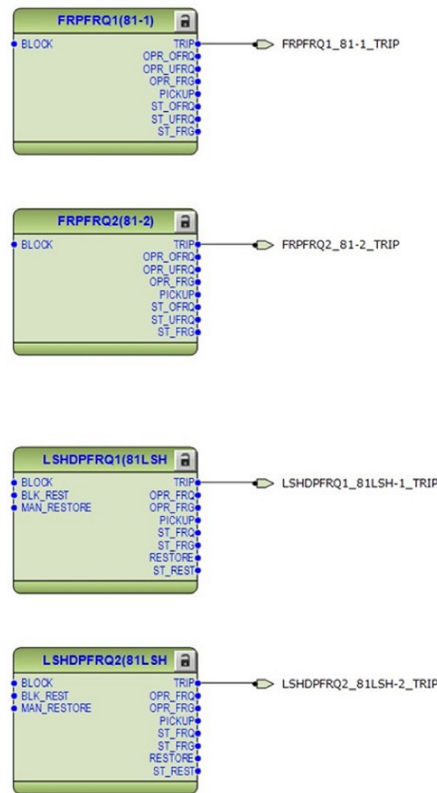 FRPFRQ1(81-1)
BLOCK TRIP FRPFRQ1_81-1_TRIP
OPR_OFRQ
OPR_UFRQ
OPR_FRG
PICKUP
ST_OFRQ
ST_UFRQ
ST_FRG
FRPFRQ2(81-2)
BLOCK TRIP FRPFRQ2_81-2_TRIP
OPR_OFRQ
OPR_UFRQ
OPR_FRG
PICKUP
ST_OFRQ
ST_UFRQ
ST_FRG
LSHDPFRQ1(81LSH
BLOCK TRIP LSHDPFRQ1_81LSH-1_TRIP
BLK_REST OPR_FRQ
MAN_RESTORE OPR_FRG
PICKUP
ST_FRQ
ST_FRG
RESTORE
ST_REST
LSHDPFRQ2(81LSH
BLOCK TRIP LSHDPFRQ2_81LSH-2_TRIP
BLK_REST OPR_FRQ
MAN_RESTORE OPR_FRG
PICKUP
ST_FRQ
ST_FRG
RESTORE
ST_REST